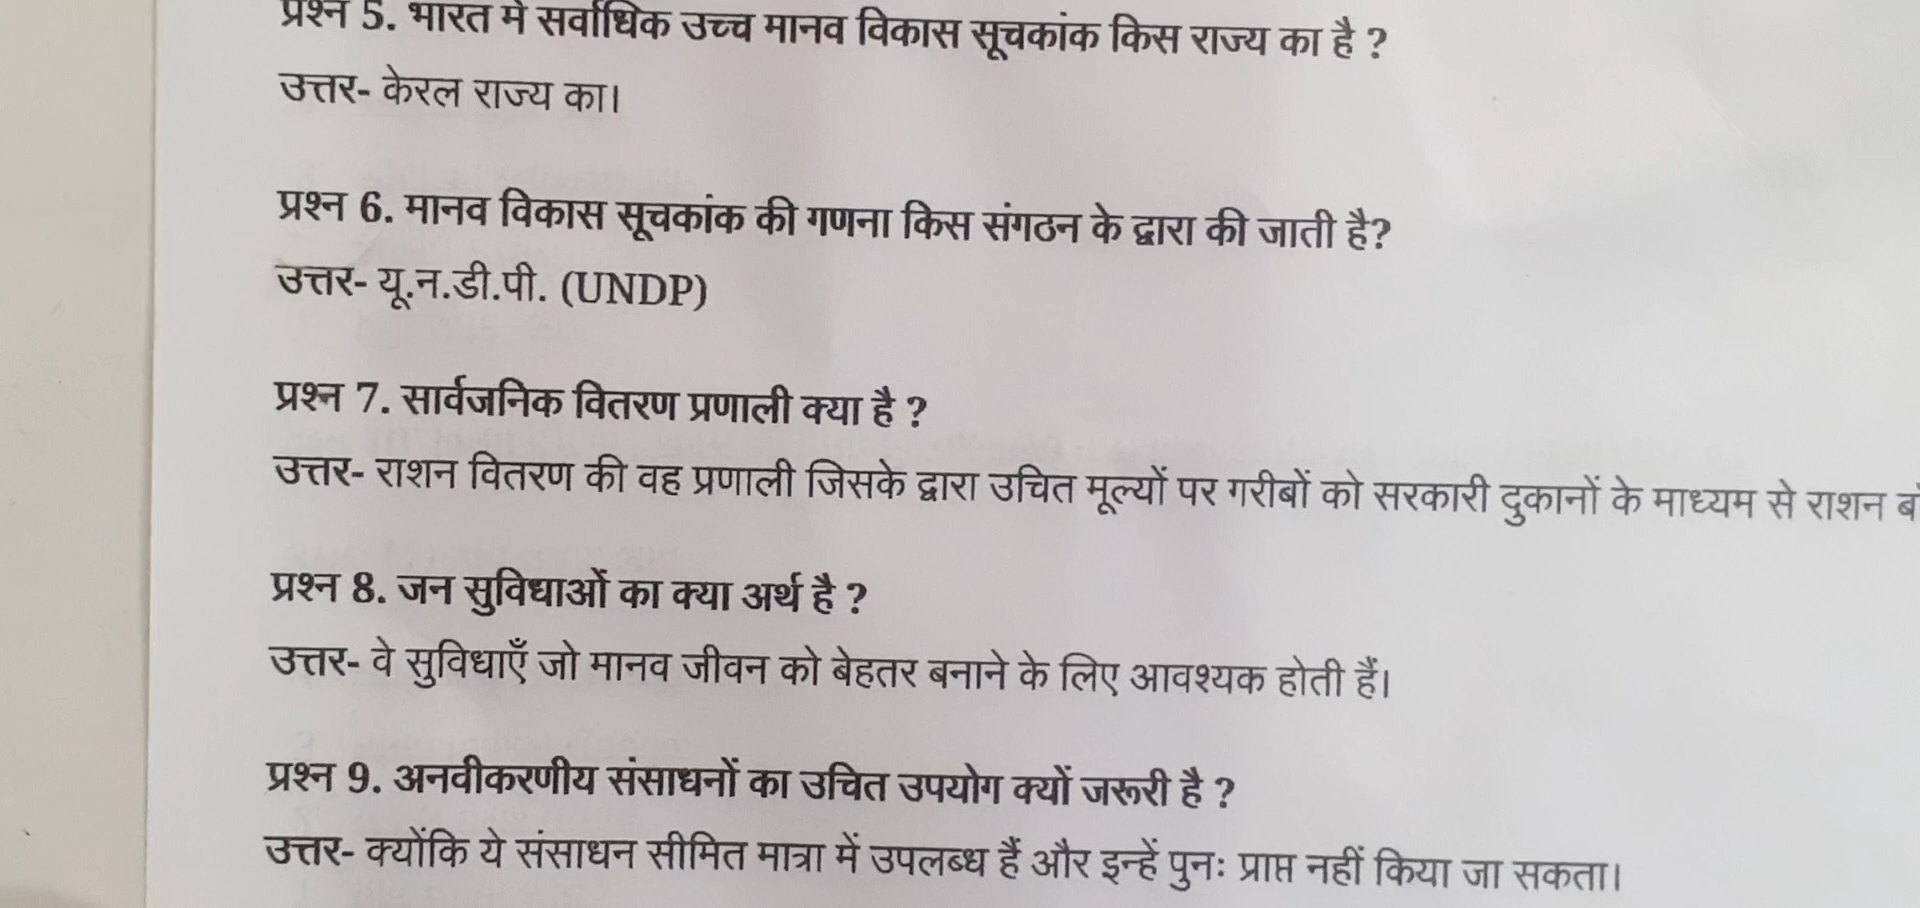 प्रश्न 5. भारत में सर्वाधिक उच्च मानव विकास सूचकांक किस राज्य का है ?
उत्तर- केरल राज्य का।
प्रश्न 6. मानव विकास सूचकांक की गणना किस संगठन के द्वारा की जाती है?
उत्तर- यू.न.डी.पी. (UNDP)
प्रश्न 7. सार्वजनिक वितरण प्रणाली क्या है ?
उत्तर- राशन वितरण की वह प्रणाली जिसके द्वारा उचित मूल्यों पर गरीबों को सरकारी दुकानों के माध्यम से राशन
प्रश्न 8. जन सुविधाओं का क्या अर्थ है ?
उत्तर- वे सुविधाएँ जो मानव जीवन को बेहतर बनाने के लिए आवश्यक होती हैं।
प्रश्न 9. अनवीकरणीय संसाधनों का उचित उपयोग क्यों जरूरी है ?
उत्तर- क्योंकि ये संसाधन सीमित मात्रा में उपलब्ध हैं और इन्हें पुनः प्राप्त नहीं किया जा सकता।